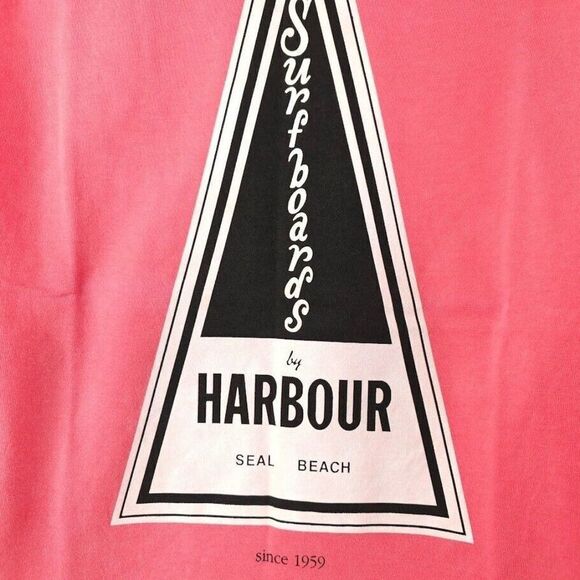 Surfboards
by
HARBOUR
SEAL BEACH
since 1959